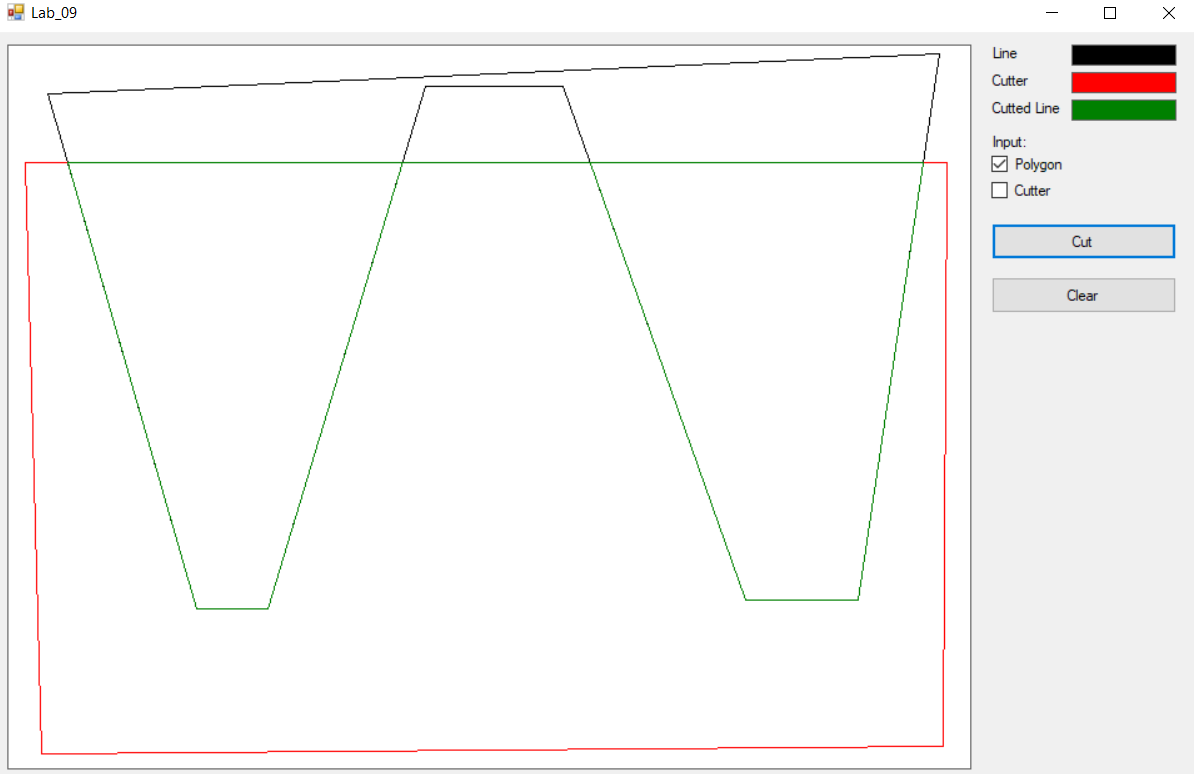 Lab_09
Line
Cutter
Cutted Line
Input:
Polygon
Cutter
Cut
Clear